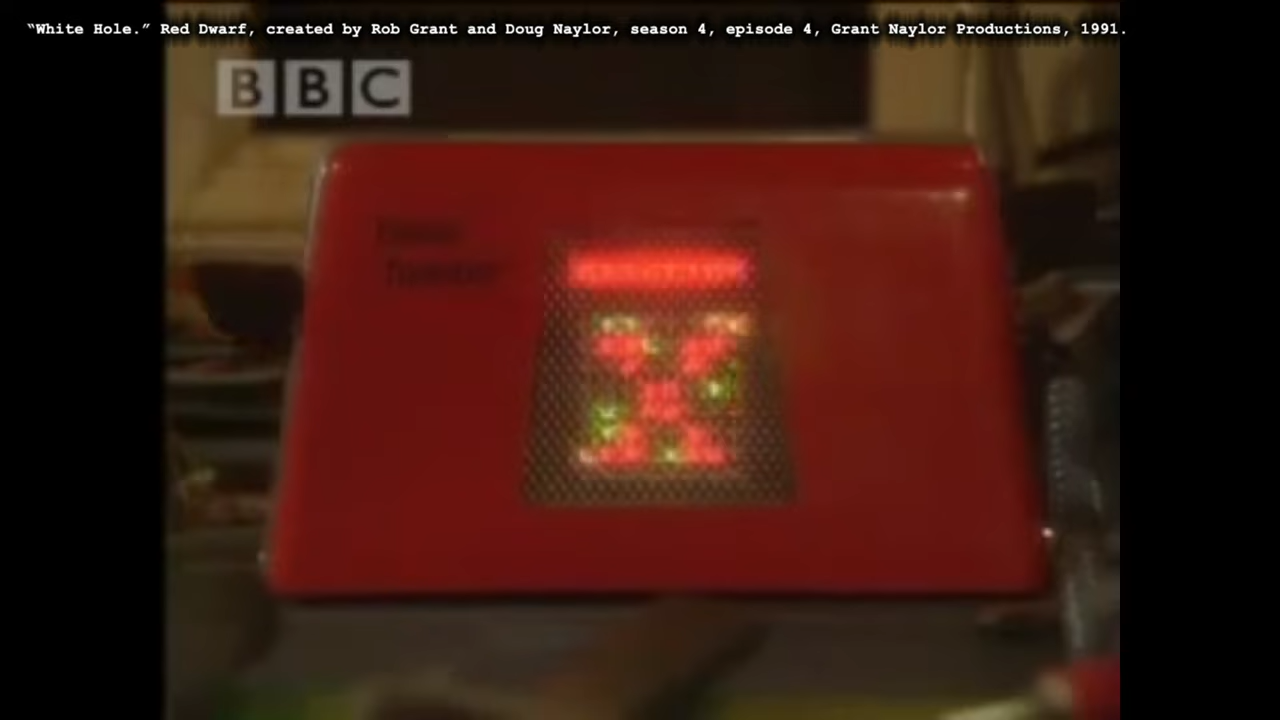 “White Hole.” Red Dwarf, created by Rob Grant and Doug Naylor, season 4, episode 4, Grant Naylor Productions, 1991.
BBC
Toaster